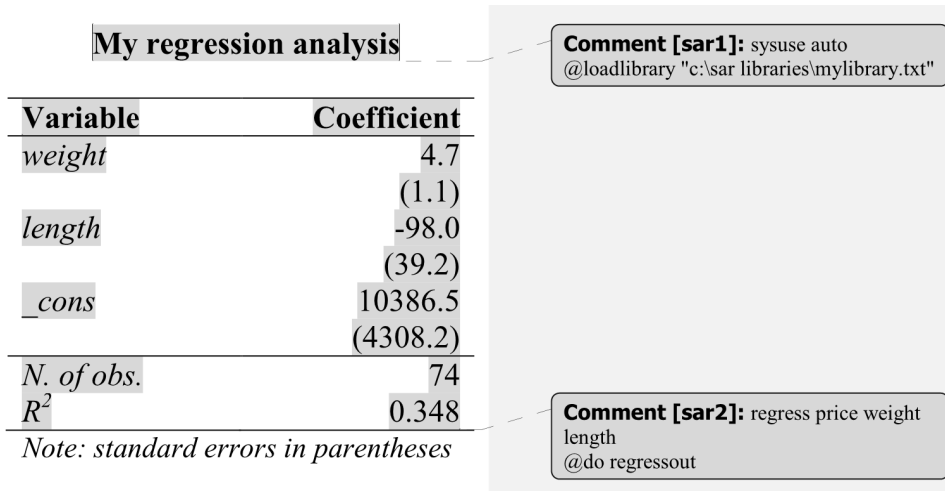 My regression analysis
Comment [sar1]: sysuse auto
@loadlibrary "c:\sar libraries\mylibrary.txt"
Variable Coefficient
weight 4.7
(1.1)
length -98.0
(39.2)
_cons 10386.5
(4308.2)
N. of obs. 74
R² 0.348
Note: standard errors in parentheses
Comment [sar2]: regress price weight
length
@do regressout